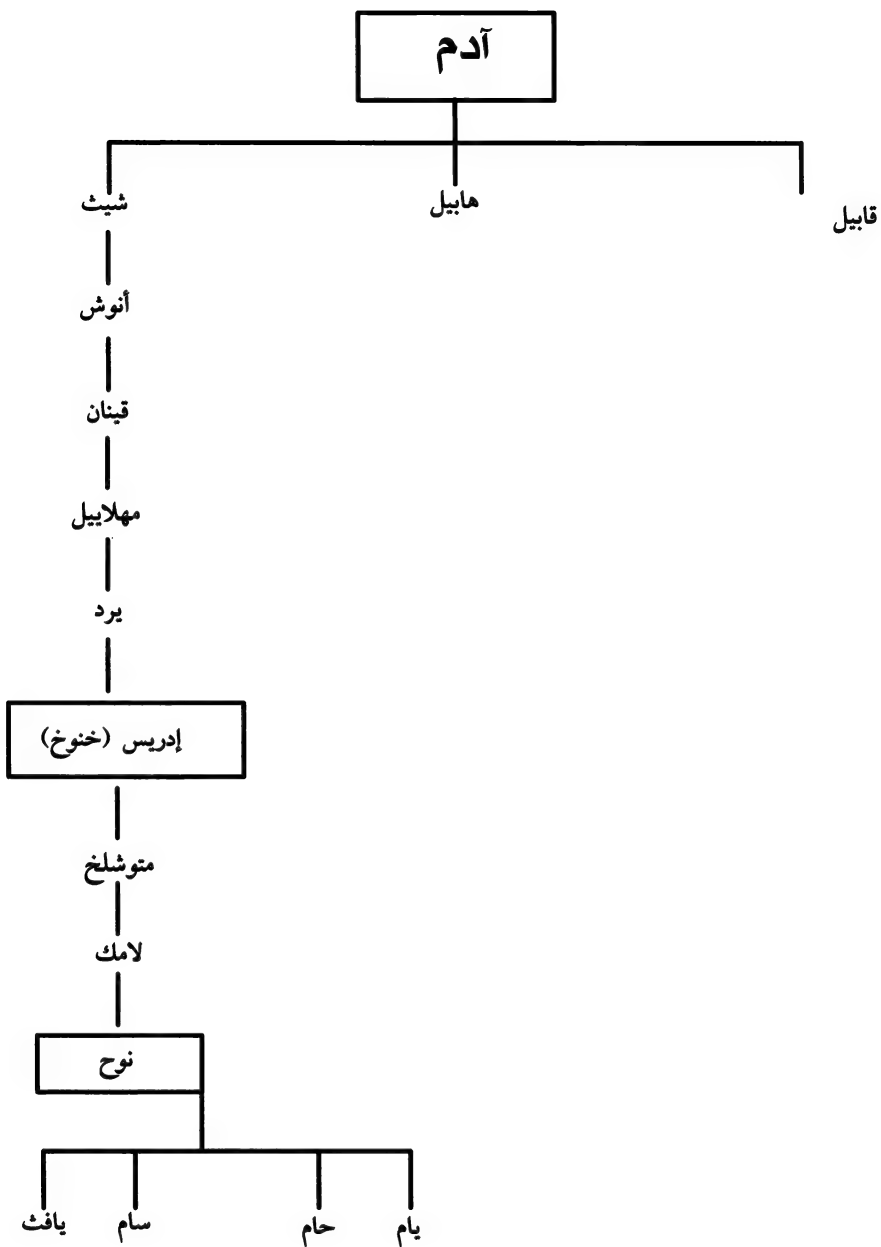 آدم
قابيل
هابيل
شيث
أنوش
قينان
مهلاييل
يرد
إدريس (خنوخ)
متوشلخ
لامك
نوح
يام
حام
سام
يافث